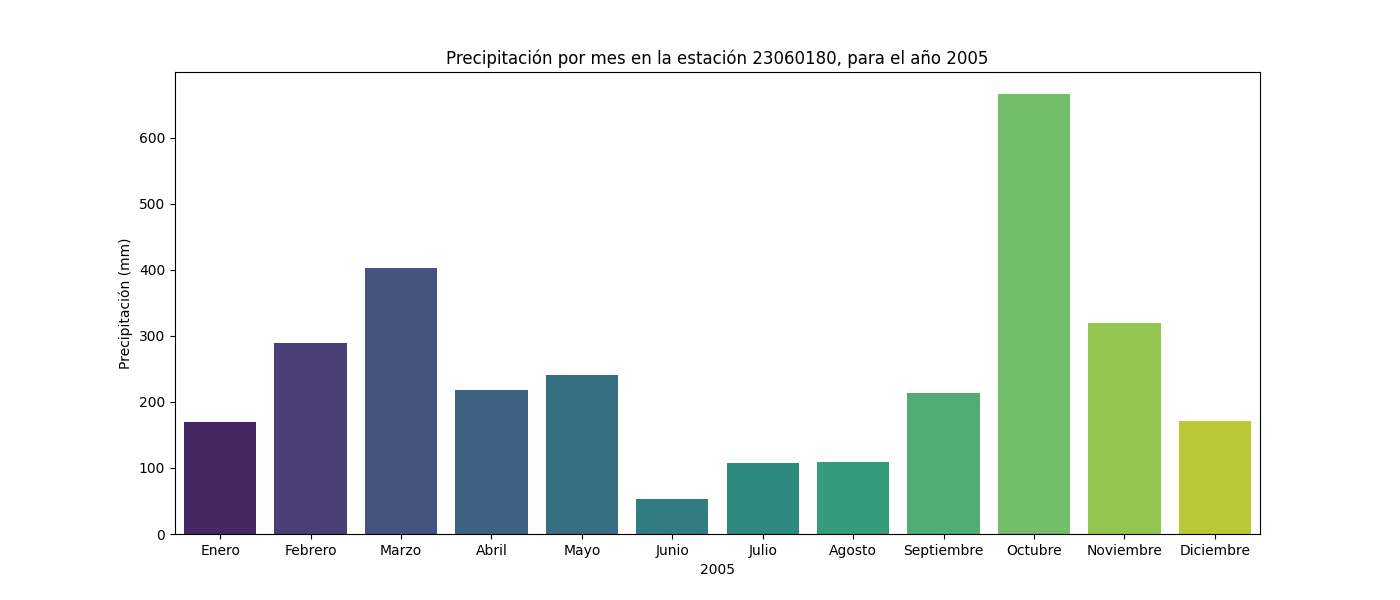 Precipitación por mes en la estación 23060180, para el año 2005
Precipitación (mm)
600
500
400
300
200
100
0
Enero Febrero Marzo Abril Mayo Junio Julio Agosto Septiembre Octubre Noviembre Diciembre
2005